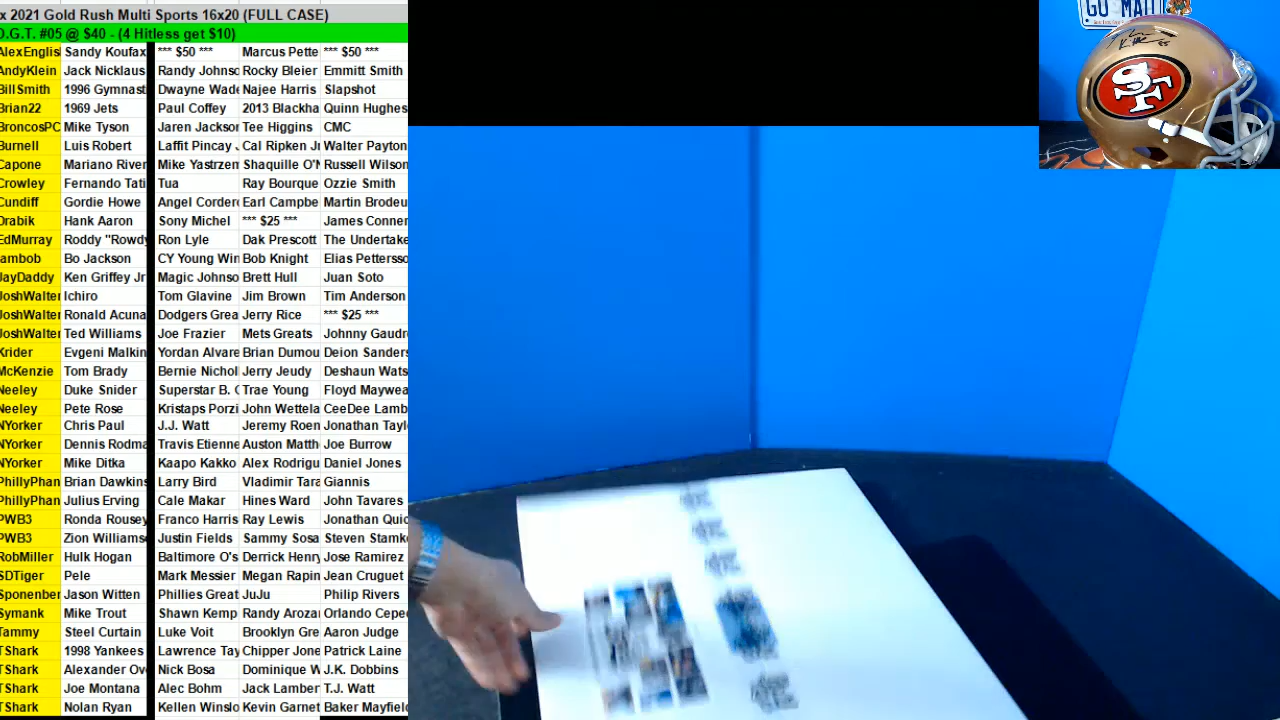 x 2021 Gold Rush Multi Sports 16x20 (FULL CASE)
O.G.T. #05 @ $40 - (4 Hitless get $10)
AlexEnglis Sandy Koufax *** $50 *** Marcus Pette *** $50 ***
AndyKlein Jack Nicklaus Randy Johnso Rocky Bleier Emmitt Smith
BillSmith 1996 Gymnast Dwayne Wade Najee Harris Slapshot
Brian22 1969 Jets Paul Coffey 2013 Blackha Quinn Hughes
BroncosPC Mike Tyson Jaren Jackson Tee Higgins CMC
Burnell Luis Robert Laffit Pincay J Cal Ripken Jr Walter Payton
Capone Mariano River Mike Yastrzem Shaquille O'N Russell Wilson
Crowley Fernando Tati Tua Ray Bourque Ozzie Smith
Cundiff Gordie Howe Angel Cordero Earl Campbe Martin Brodeu
Drabik Hank Aaron Sony Michel *** $25 *** James Conner
EdMurray Roddy "Rowdy Ron Lyle Dak Prescott The Undertake
ambob Bo Jackson CY Young Win Bob Knight Elias Pettersso
JayDaddy Ken Griffey Jr Magic Johnso Brett Hull Juan Soto
JoshWalter Ichiro Tom Glavine Jim Brown Tim Anderson
JoshWalter Ronald Acuna Dodgers Grea Jerry Rice *** $25 ***
JoshWalter Ted Williams Joe Frazier Mets Greats Johnny Gaudr
Krider Evgeni Malkin Yordan Alvare Brian Dumou Deion Sanders
McKenzie Tom Brady Bernie Nichol Jerry Jeudy Deshaun Wats
Neeley Duke Snider Superstar B. G Trae Young Floyd Maywea
Neeley Pete Rose Kristaps Porzi John Wettela CeeDee Lamb
NYorker Chris Paul J.J. Watt Jeremy Roen Jonathan Tayl
NYorker Dennis Rodma Travis Etienne Auston Matth Joe Burrow
NYorker Mike Ditka Kaapo Kakko Alex Rodrigu Daniel Jones
PhillyPhan Brian Dawkins Larry Bird Vladimir Tara Giannis
PhillyPhan Julius Erving Cale Makar Hines Ward John Tavares
PWB3 Ronda Rousey Franco Harris Ray Lewis Jonathan Quic
PWB3 Zion Williams Justin Fields Sammy Sosa Steven Stamk
RobMiller Hulk Hogan Baltimore O's Derrick Henry Jose Ramirez
SDTiger Pele Mark Messier Megan Rapin Jean Cruguet
Sponenber Jason Witten Phillies Great JuJu Philip Rivers
Symank Mike Trout Shawn Kemp Randy Aroza Orlando Cepe
Tammy Steel Curtain Luke Voit Brooklyn Gre Aaron Judge
TShark 1998 Yankees Lawrence Tay Chipper Jone Patrick Laine
TShark Alexander Ov Nick Bosa Dominique W J.K. Dobbins
TShark Joe Montana Alec Bohm Jack Lamber T.J. Watt
TShark Nolan Ryan Kellen Winslo Kevin Garnet Baker Mayfiel
GO MAV
SF